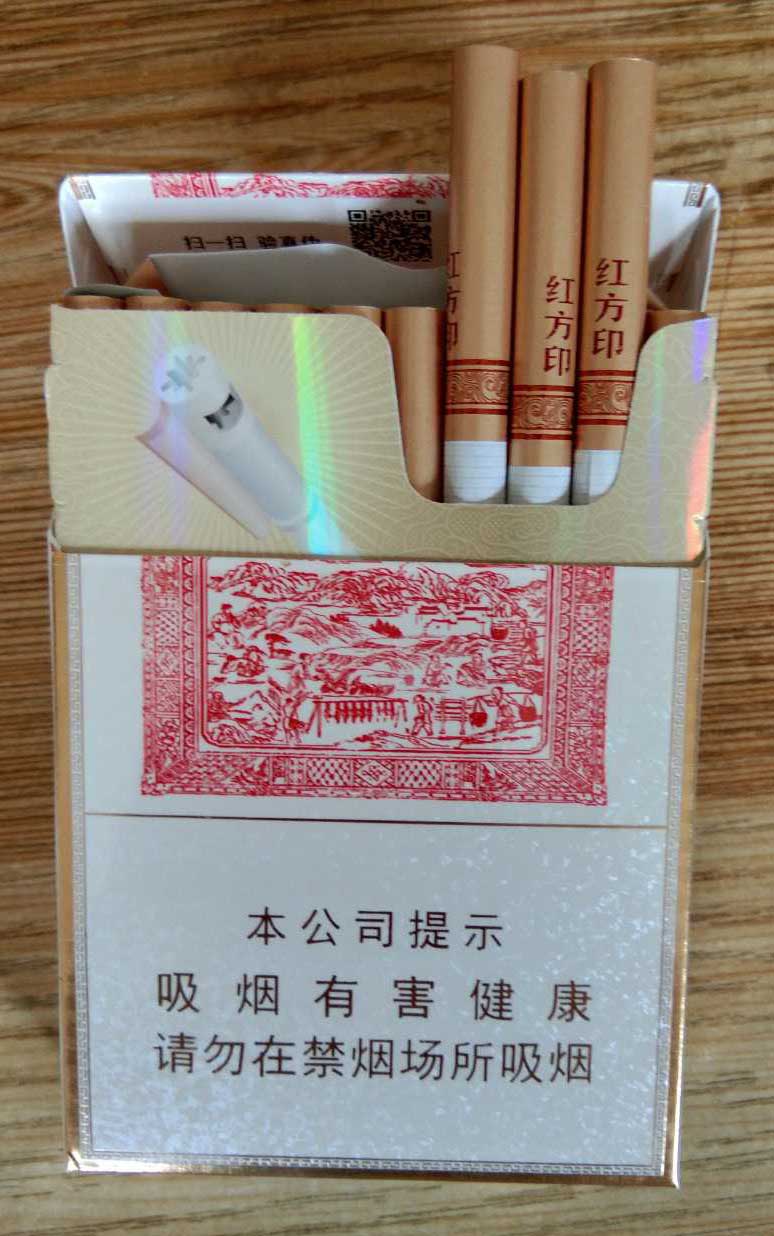 扫一扫 验真伪
红方印
红方印
红方印
本公司提示
吸烟有害健康
请勿在禁烟场所吸烟